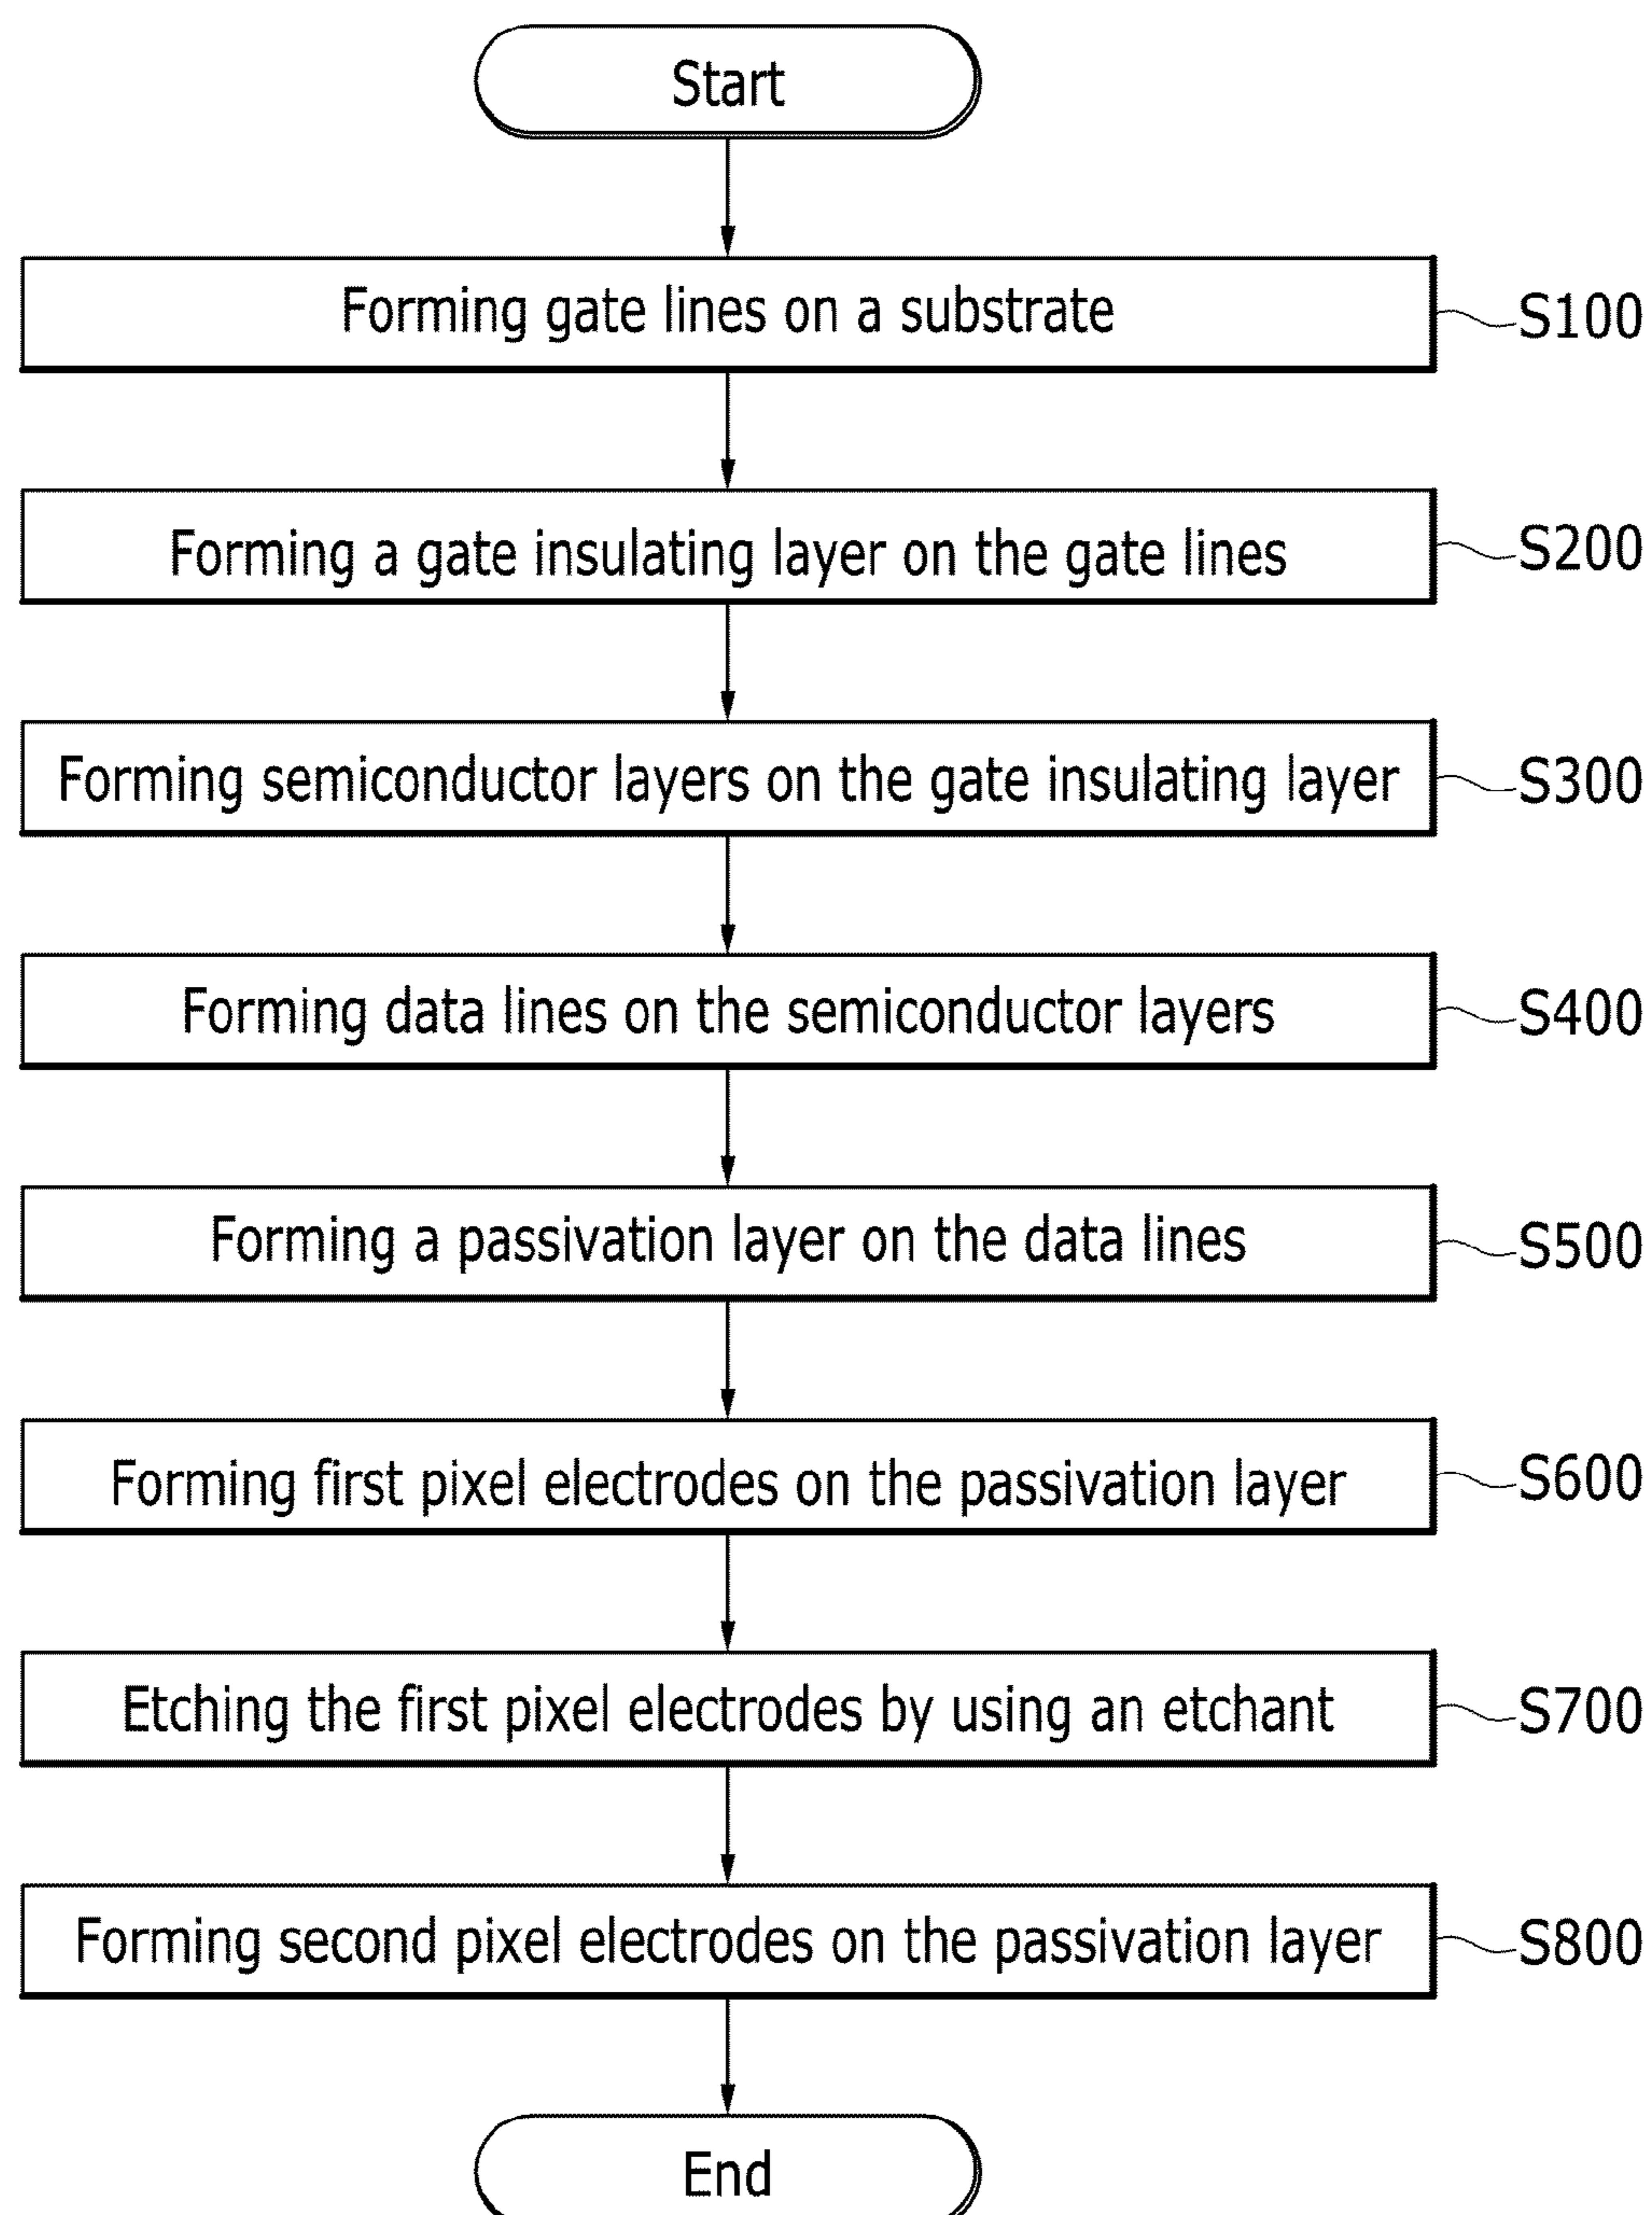 Start
Forming gate lines on a substrate
S100
Forming a gate insulating layer on the gate lines
S200
Forming semiconductor layers on the gate insulating layer
S300
Forming data lines on the semiconductor layers
S400
Forming a passivation layer on the data lines
S500
Forming first pixel electrodes on the passivation layer
S600
Etching the first pixel electrodes by using an etchant
S700
Forming second pixel electrodes on the passivation layer
S800
End